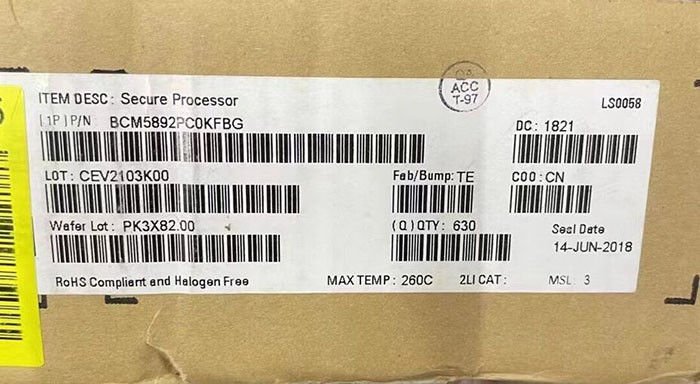 QA
ACC
T-97
ITEM DESC: Secure Processor
LS0058
[1P]P/N BCM5892PC0KFBG
DC: 1821
LOT: CEV2103K00
Fab/Bump: TE
COO: CN
Wafer Lot: PK3X82.00
(Q)QTY: 630
Seal Date
14-JUN-2018
RoHS Compliant and Halogen Free
MAX TEMP: 260C
2LI CAT:
MSL: 3